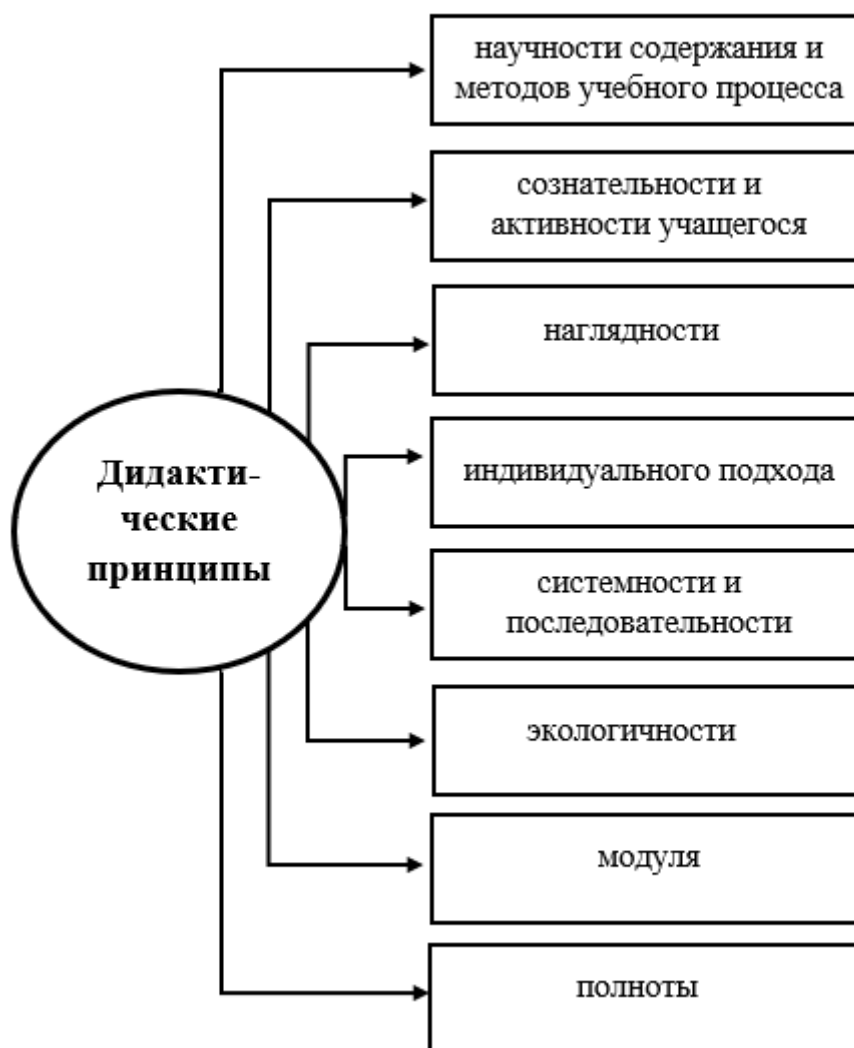 научности содержания и
методов учебного процесса
сознательности и
активности учащегося
наглядности
Дидакти-
ческие
принципы
индивидуального подхода
системности и
последовательности
экологичности
модуля
полноты